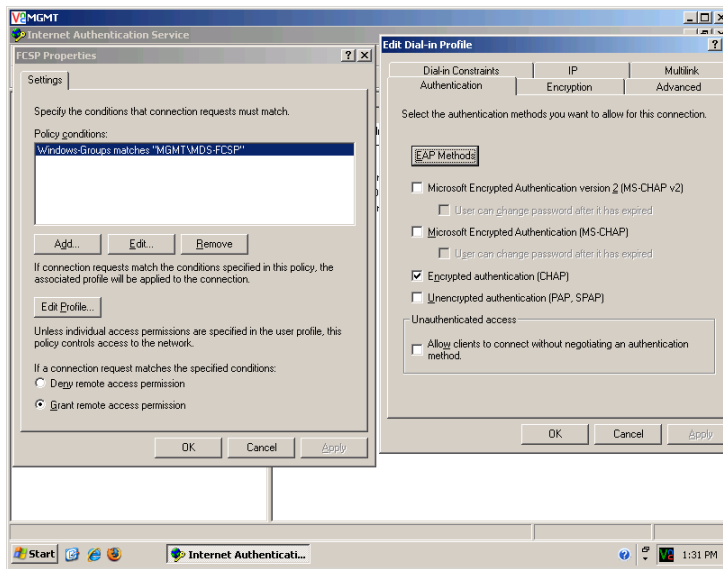 MGMT
Internet Authentication Service
FCSP Properties
Settings
Specify the conditions that connection requests must match.
Policy conditions:
Windows-Groups matches "MGMT\MDS-FCSP"
Add...
Edit...
Remove
If connection requests match the conditions specified in this policy, the
associated profile will be applied to the connection.
Edit Profile...
Unless individual access permissions are specified in the user profile, this
policy controls access to the network.
If a connection request matches the specified conditions:
Deny remote access permission
Grant remote access permission
OK
Cancel
Apply
Edit Dial-in Profile
Dial-in Constraints
IP
Multilink
Authentication
Encryption
Advanced
Select the authentication methods you want to allow for this connection.
EAP Methods
Microsoft Encrypted Authentication version 2 (MS-CHAP v2)
User can change password after it has expired
Microsoft Encrypted Authentication (MS-CHAP)
User can change password after it has expired
Encrypted authentication (CHAP)
Unencrypted authentication (PAP, SPAP)
Unauthenticated access
Allow clients to connect without negotiating an authentication
method.
OK
Cancel
Apply
Start
Internet Authenticati...
1:31 PM